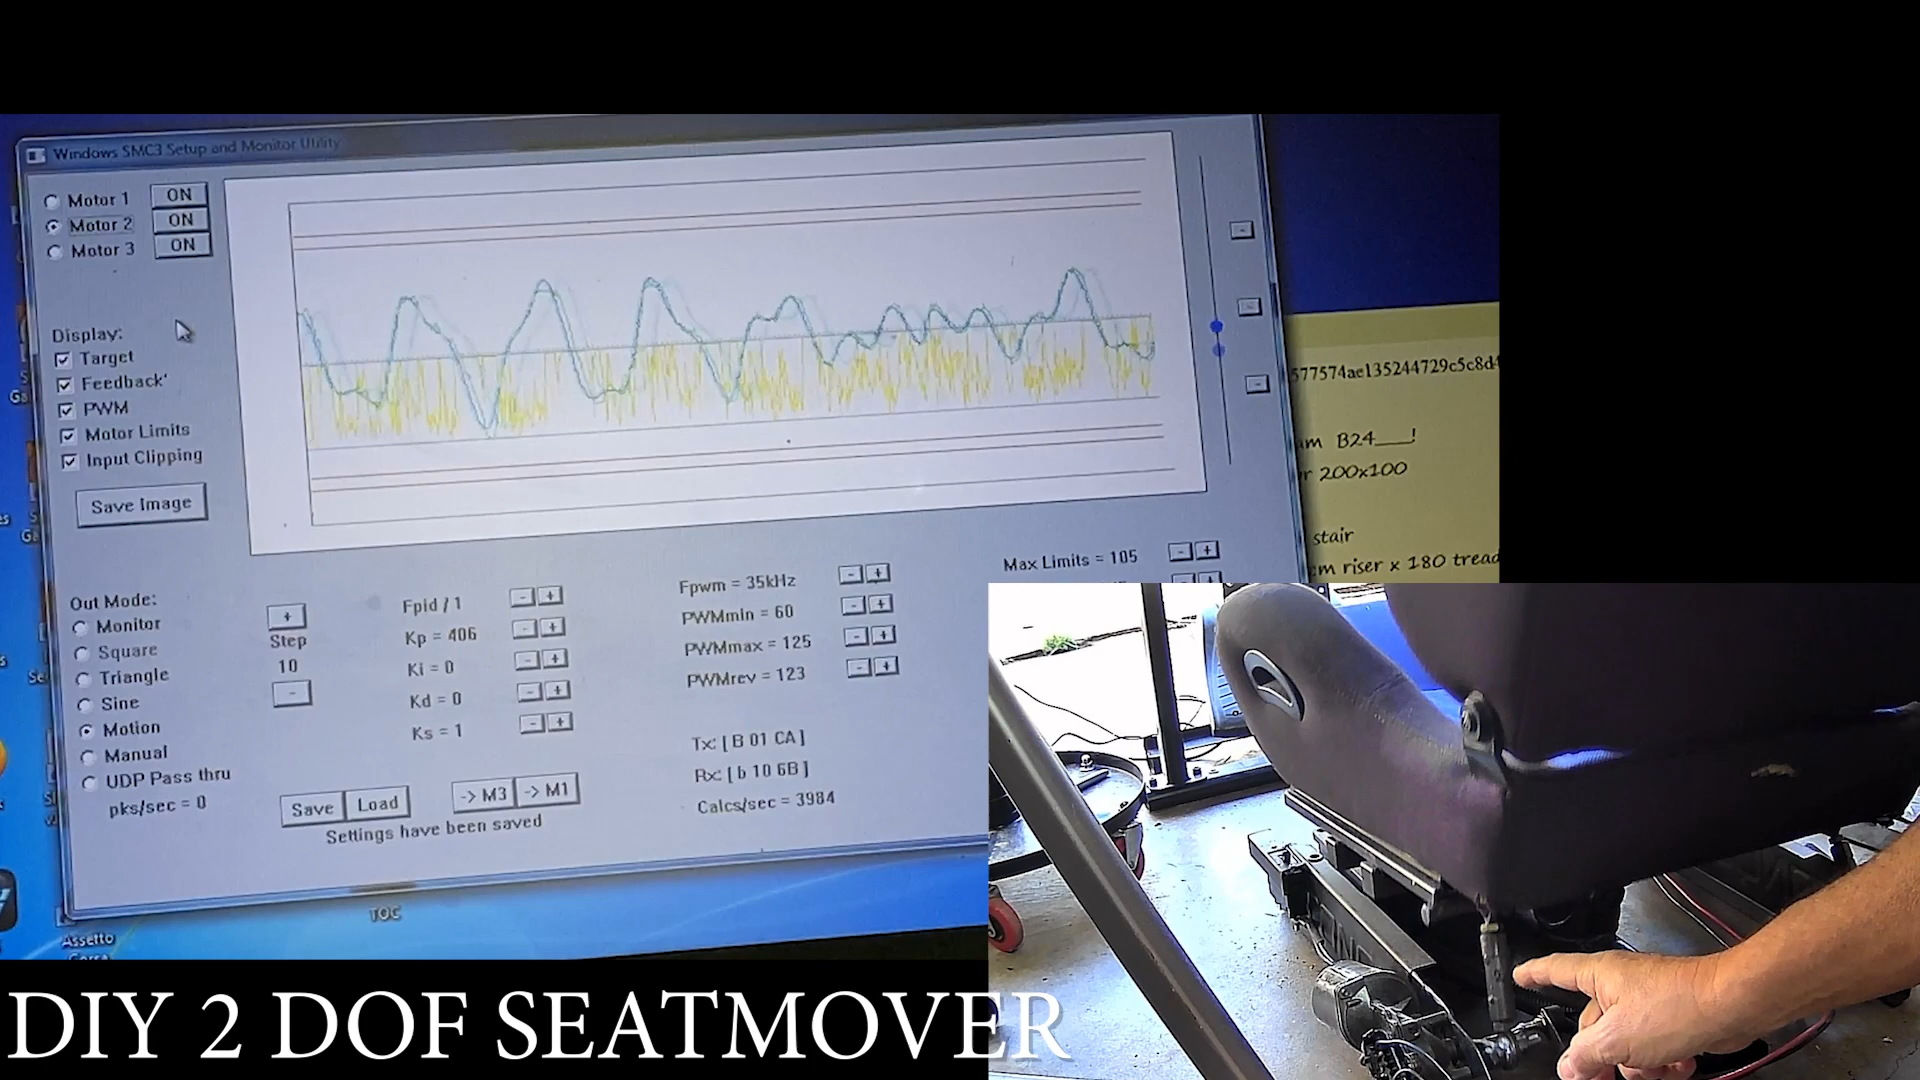 Windows SMC3 Setup and Monitor Utility
Motor 1 ON
Motor 2 ON
Motor 3 ON
Display:
Target
Feedback'
PWM
Motor Limits
Input Clipping
Save Image
Out Mode:
Monitor
Square
Triangle
Sine
Motion
Manual
UDP Pass thru
pks/sec = 0
+
Step
10
-
Fpid / 1 - +
Kp = 406 - +
Ki = 0 - +
Kd = 0 - +
Ks = 1 - +
Save Load -> M3 -> M1
Settings have been saved
Fpwm = 35kHz - +
PWMmin = 60 - +
PWMmax = 125 - +
PWMrev = 123 - +
Tx: [ B 01 CA ]
Rx: [ b 10 6B ]
Calcs/sec = 3984
Max Limits = 105 - +
577574ae135244729c5c8d
B24___!
200x100
stair
riser x 180 tread
TOC
Assetto
DIY 2 DOF SEATMOVER